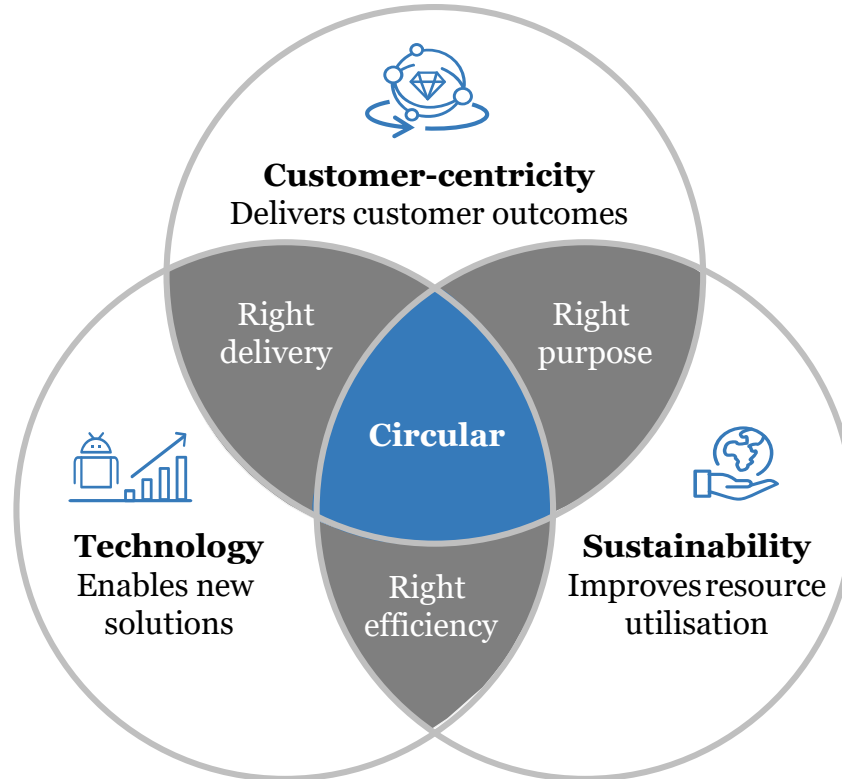 Customer-centricity
Delivers customer outcomes
Right
delivery
Right
purpose
Circular
Technology
Enables new
solutions
Right
efficiency
Sustainability
Improves resource
utilisation